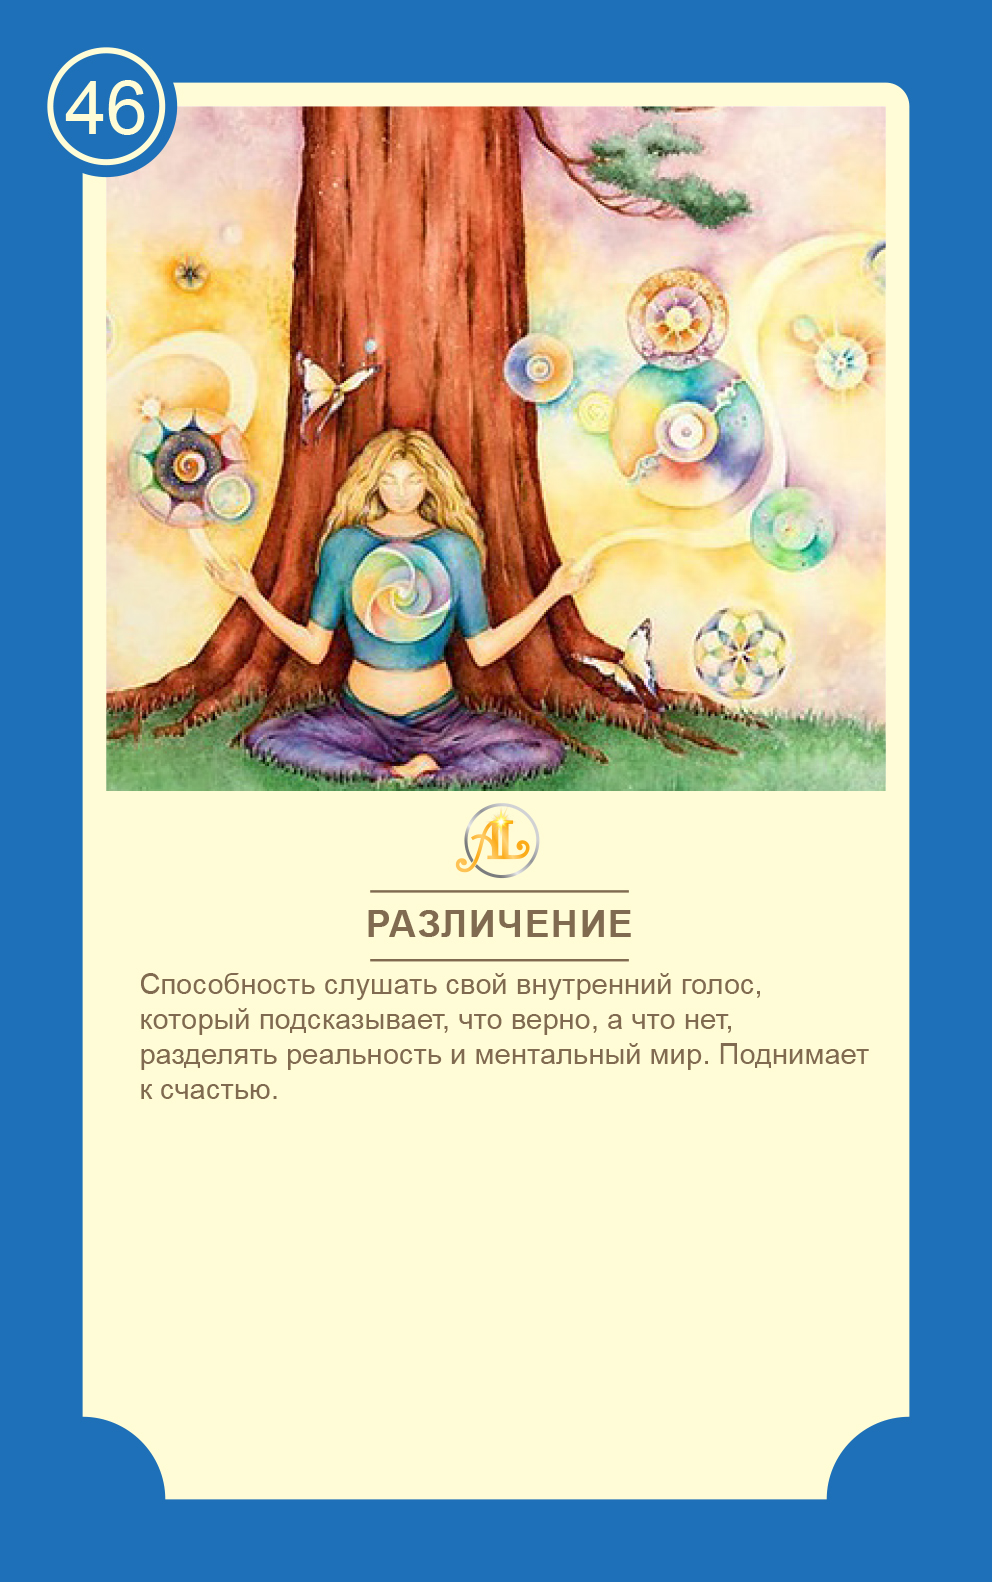 46
AL
РАЗЛИЧЕНИЕ
Способность слушать свой внутренний голос,
который подсказывает, что верно, а что нет,
разделять реальность и ментальный мир. Поднимает
к счастью.